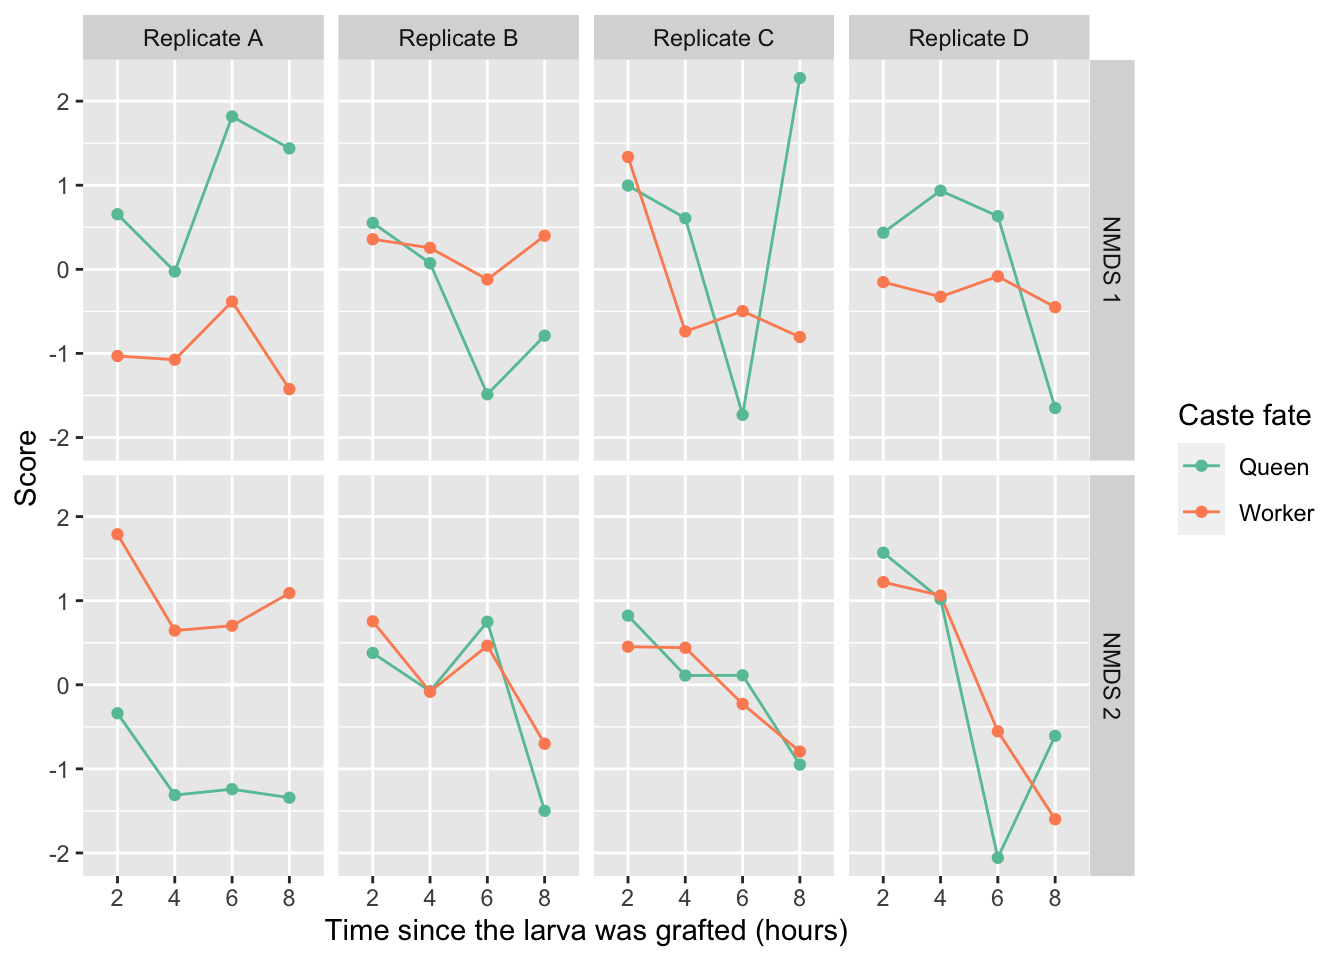 Replicate A
Replicate B
Replicate C
Replicate D
2
1
0
-1
-2
NMDS 1
2
1
0
-1
-2
NMDS 2
Score
2 4 6 8
2 4 6 8
2 4 6 8
2 4 6 8
Time since the larva was grafted (hours)
Caste fate
Queen
Worker